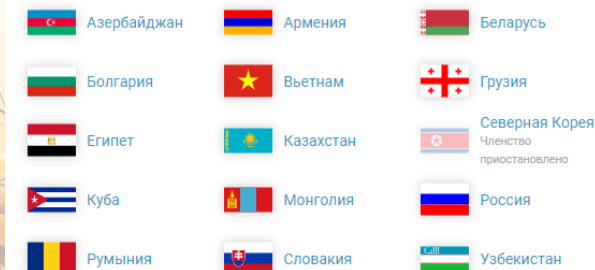 Азербайджан
Армения
Беларусь
Болгария
Вьетнам
Грузия
Египет
Казахстан
Северная Корея
Членство
приостановлено
Куба
Монголия
Россия
Румыния
Словакия
Узбекистан